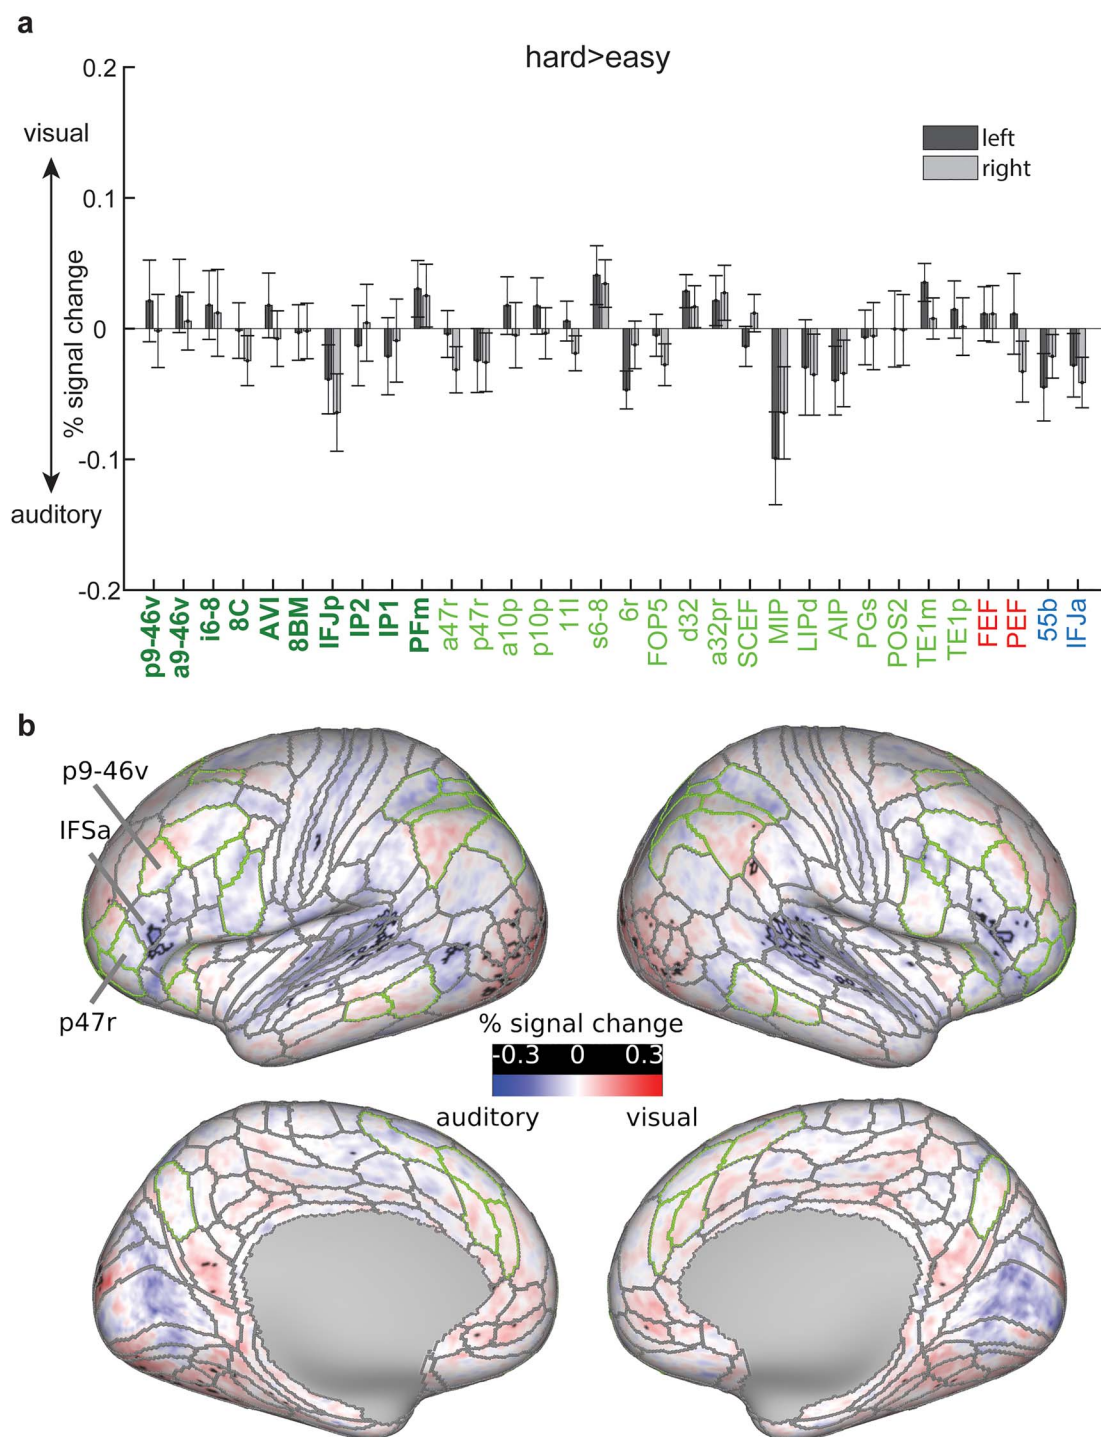 a
hard>easy
0.2
visual
left
right
0.1
% signal change
0
-0.1
auditory
-0.2
p9-46v
a9-46v
i6-8
8C
AVI
8BM
IFJp
IP2
IP1
PFm
a47r
p47r
a10p
p10p
11l
s6-8
6r
FOP5
d32
a32pr
SCEF
MIP
LIPd
AIP
PGs
POS2
TE1m
TE1p
FEF
PEF
55b
IFJa
b
p9-46v
IFSa
p47r
% signal change
-0.3 0 0.3
auditory visual